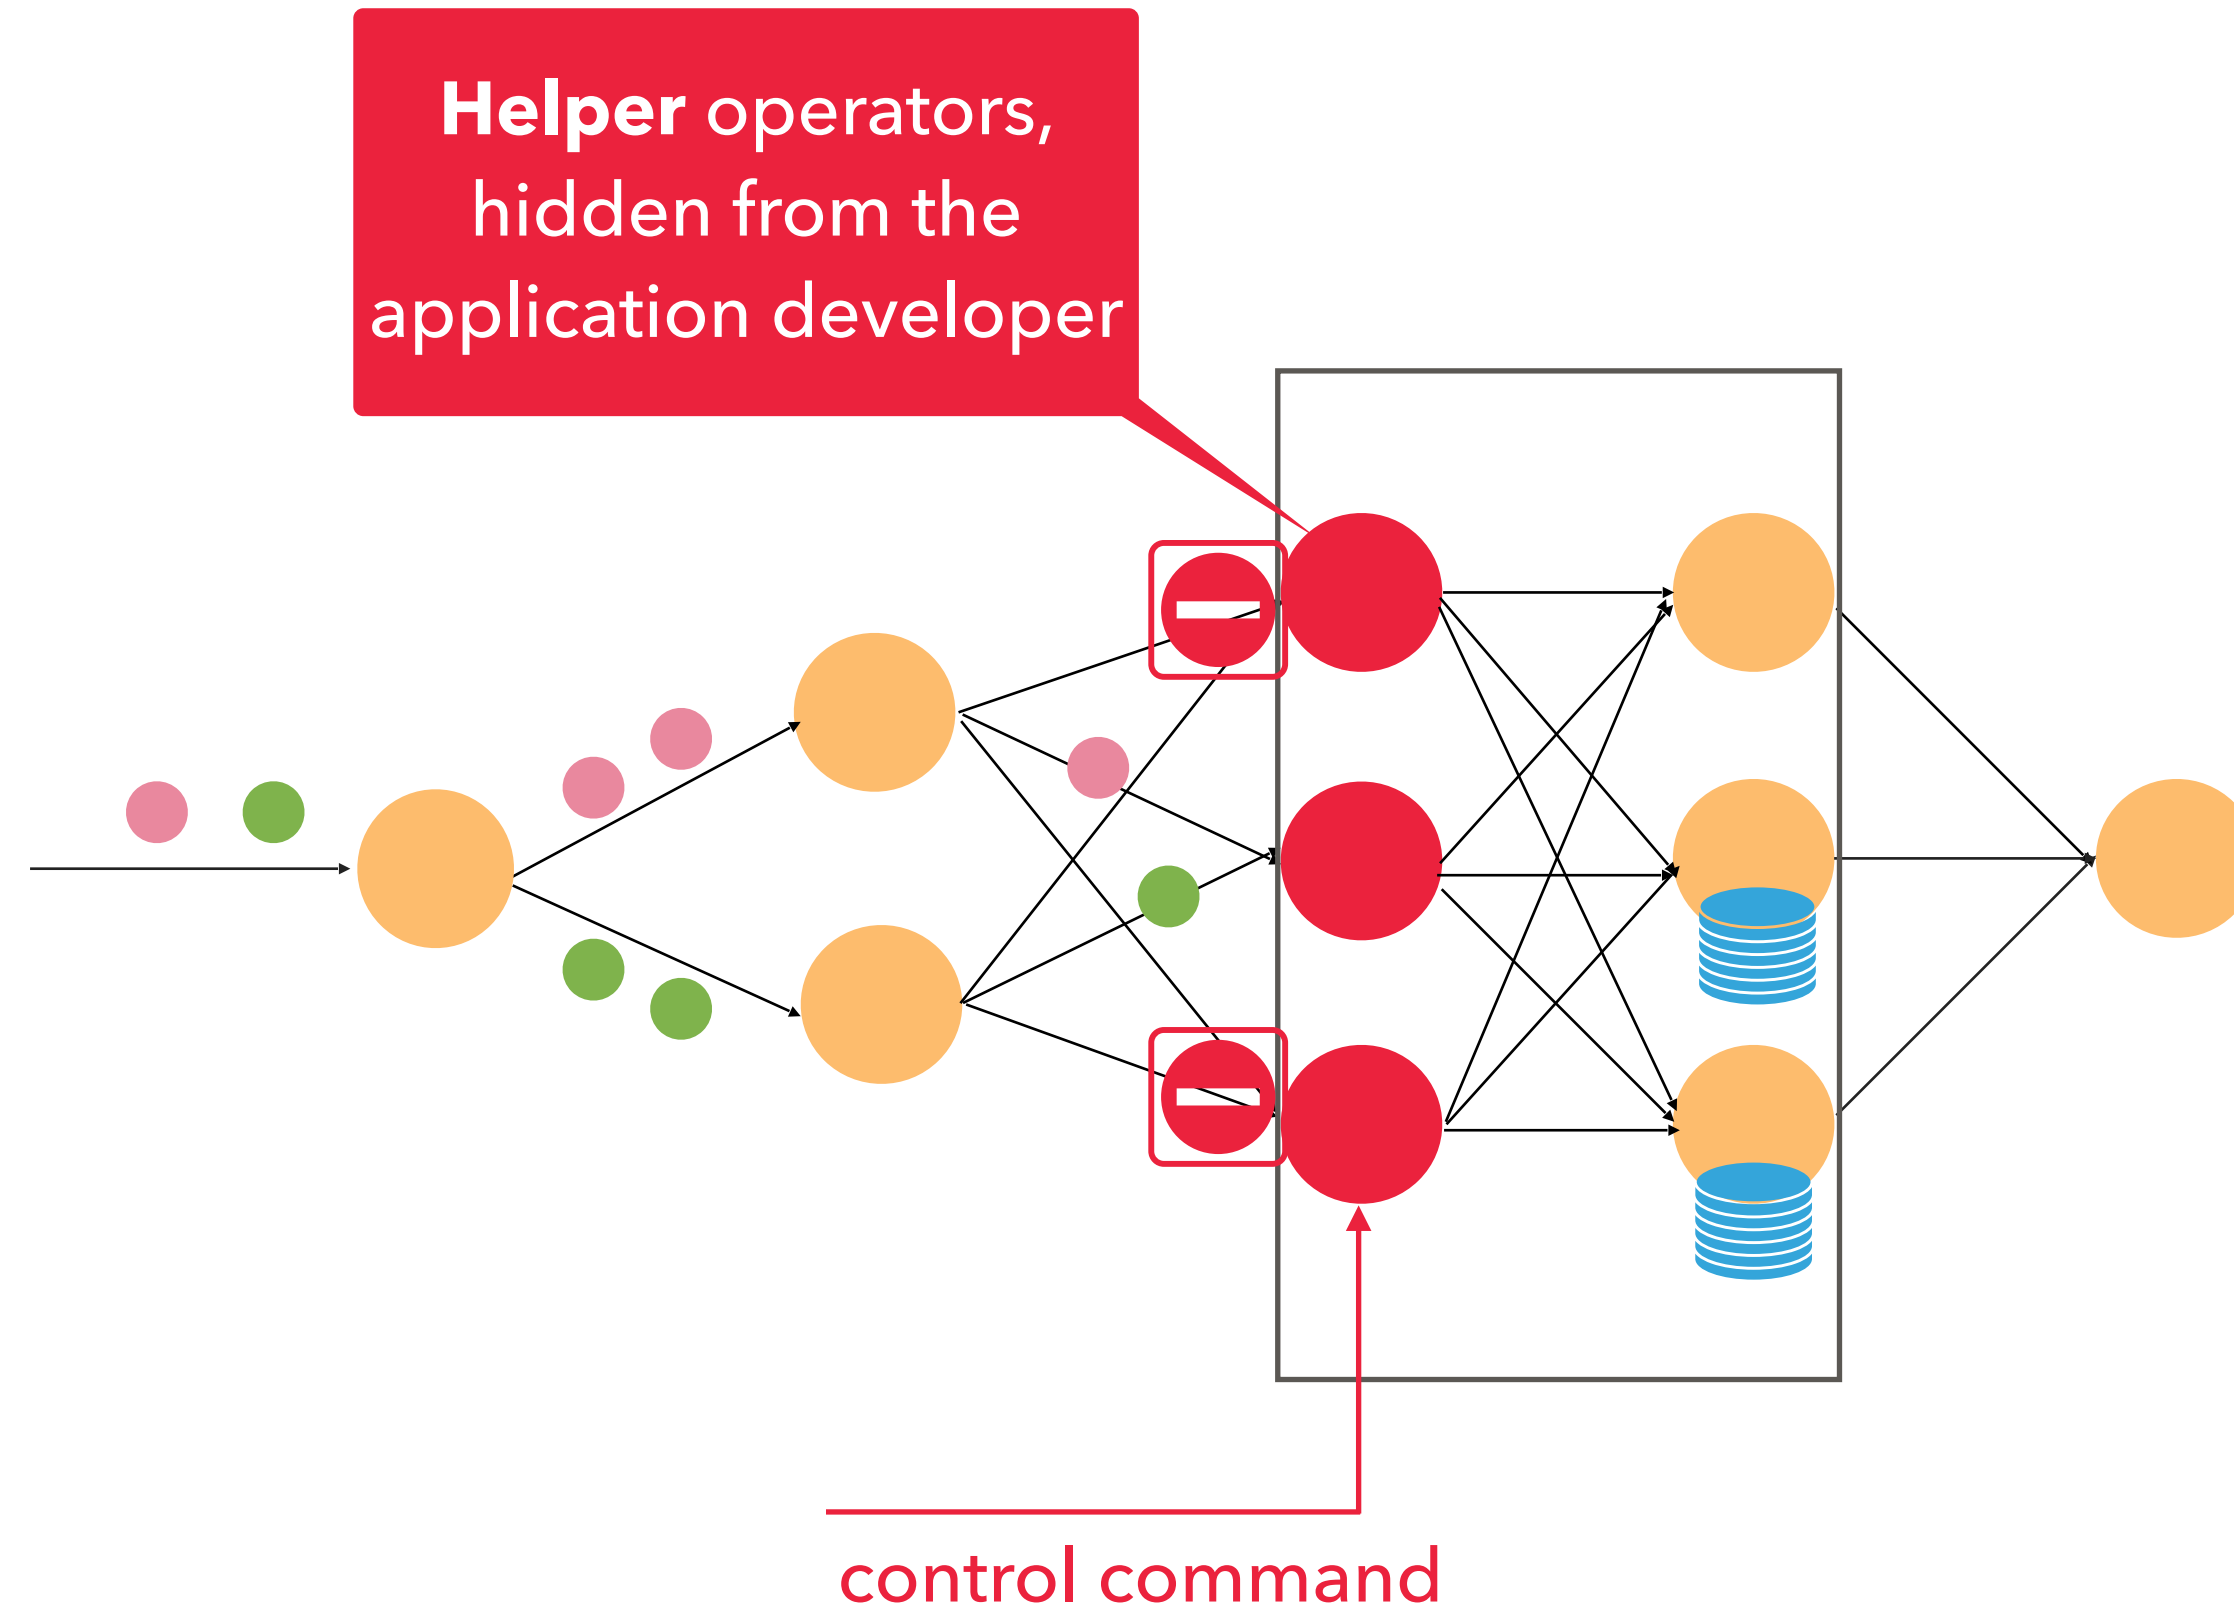 Helper operators,
hidden from the
application developer
control command